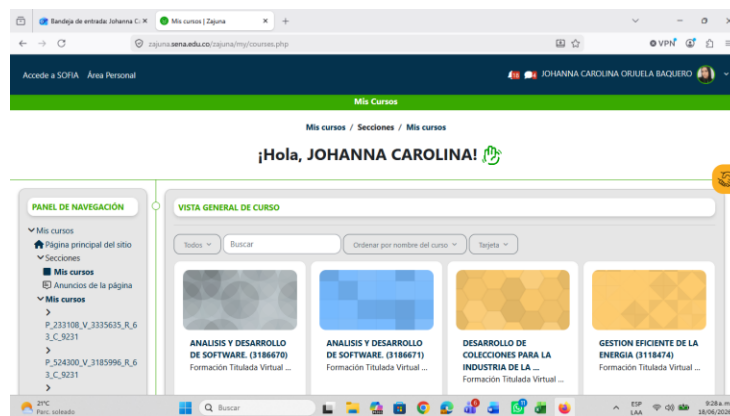 Bandeja de entrada: Johanna C
Mis cursos | Zajuna
zajuna.sena.edu.co/zajuna/my/courses.php
VPN
Accede a SOFIA
Área Personal
JOHANNA CAROLINA ORJUELA BAQUERO
Mis Cursos
Mis cursos / Secciones / Mis cursos
¡Hola, JOHANNA CAROLINA!
PANEL DE NAVEGACIÓN
Mis cursos
Página principal del sitio
Secciones
Mis cursos
Anuncios de la página
Mis cursos
P_233108_V_3335635_R_6
3_C_9231
P_524300_V_3185996_R_6
3_C_9231
VISTA GENERAL DE CURSO
Todos
Buscar
Ordenar por nombre del curso
Tarjeta
ANALISIS Y DESARROLLO
DE SOFTWARE. (3186670)
Formación Titulada Virtual ...
ANALISIS Y DESARROLLO
DE SOFTWARE. (3186671)
Formación Titulada Virtual ...
DESARROLLO DE
COLECCIONES PARA LA
INDUSTRIA DE LA ...
Formación Titulada Virtual ...
GESTION EFICIENTE DE LA
ENERGIA (3118474)
Formación Titulada Virtual ...
21°C
Parc. soleado
Buscar
ESP
LAA
9:28 a. m.
18/06/2026